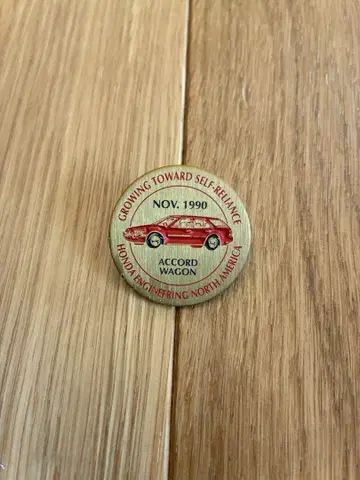 GROWING TOWARD SELF-RELIANCE
NOV. 1990
ACCORD
WAGON
HONDA ENGINEERING NORTH AMERICA